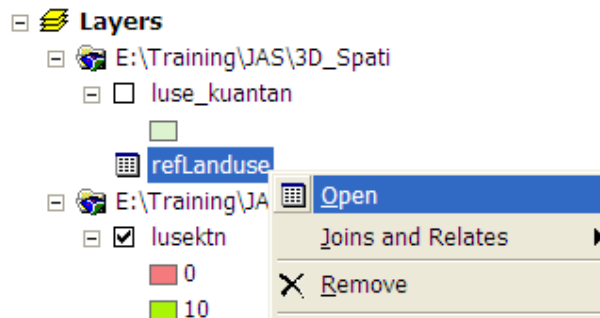 Layers
E:\Training\JAS\3D_Spati
luse_kuantan
refLanduse
E:\Training\JA
Open
lusektn
Joins and Relates
0
Remove
10